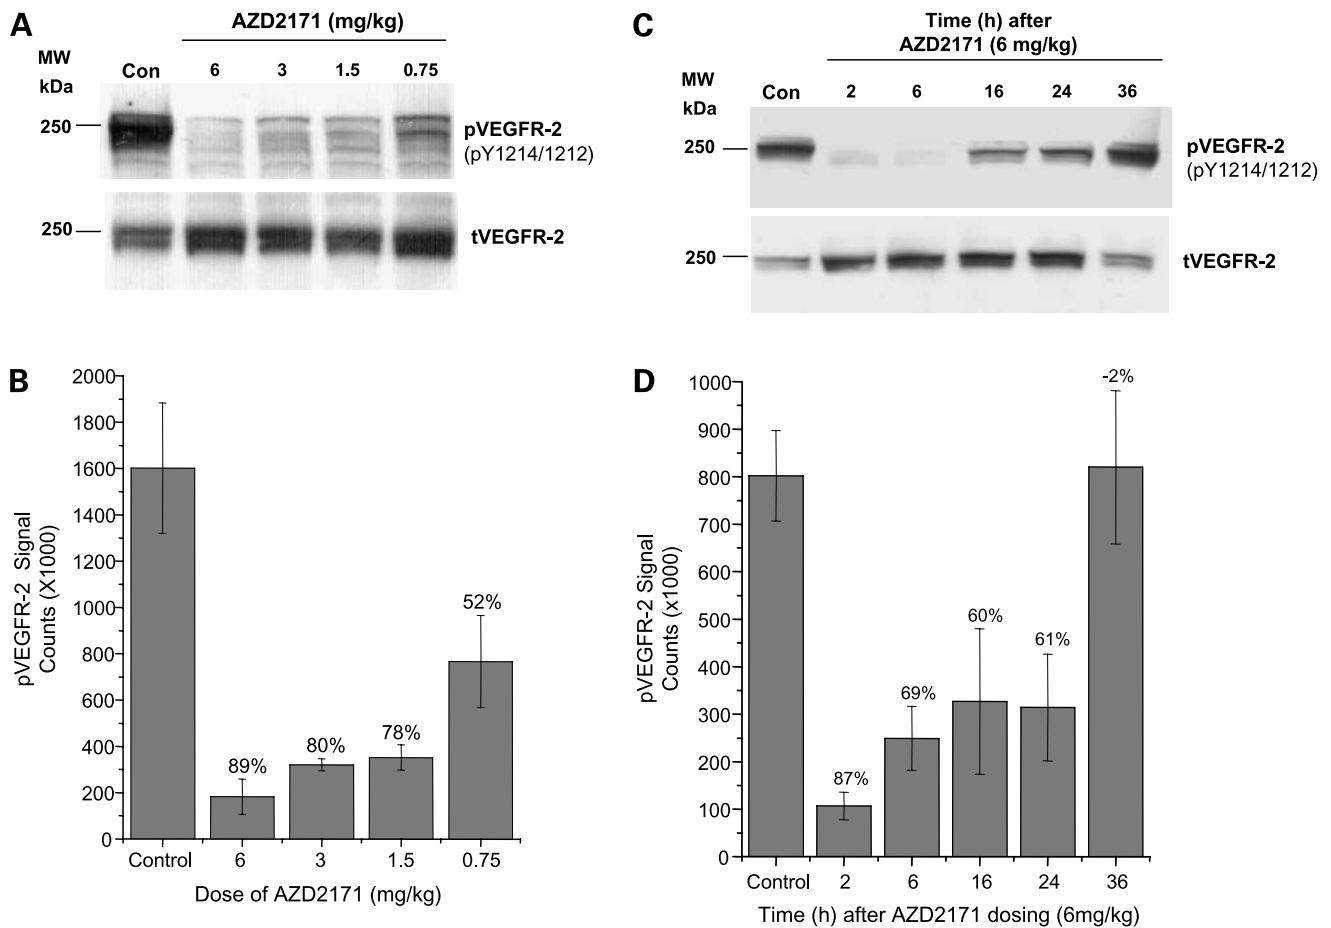 A
AZD2171 (mg/kg)
MW
kDa
Con 6 3 1.5 0.75
250
pVEGFR-2
(pY1214/1212)
250
tVEGFR-2
C
Time (h) after
AZD2171 (6 mg/kg)
MW
kDa
Con 2 6 16 24 36
250
pVEGFR-2
(pY1214/1212)
250
tVEGFR-2
B
pVEGFR-2 Signal
Counts (X1000)
2000
1800
1600
1400
1200
1000
800
600
400
200
0
89%
80%
78%
52%
Control 6 3 1.5 0.75
Dose of AZD2171 (mg/kg)
D
pVEGFR-2 Signal
Counts (x1000)
1000
900
800
700
600
500
400
300
200
100
0
87%
69%
60%
61%
-2%
Control 2 6 16 24 36
Time (h) after AZD2171 dosing (6mg/kg)